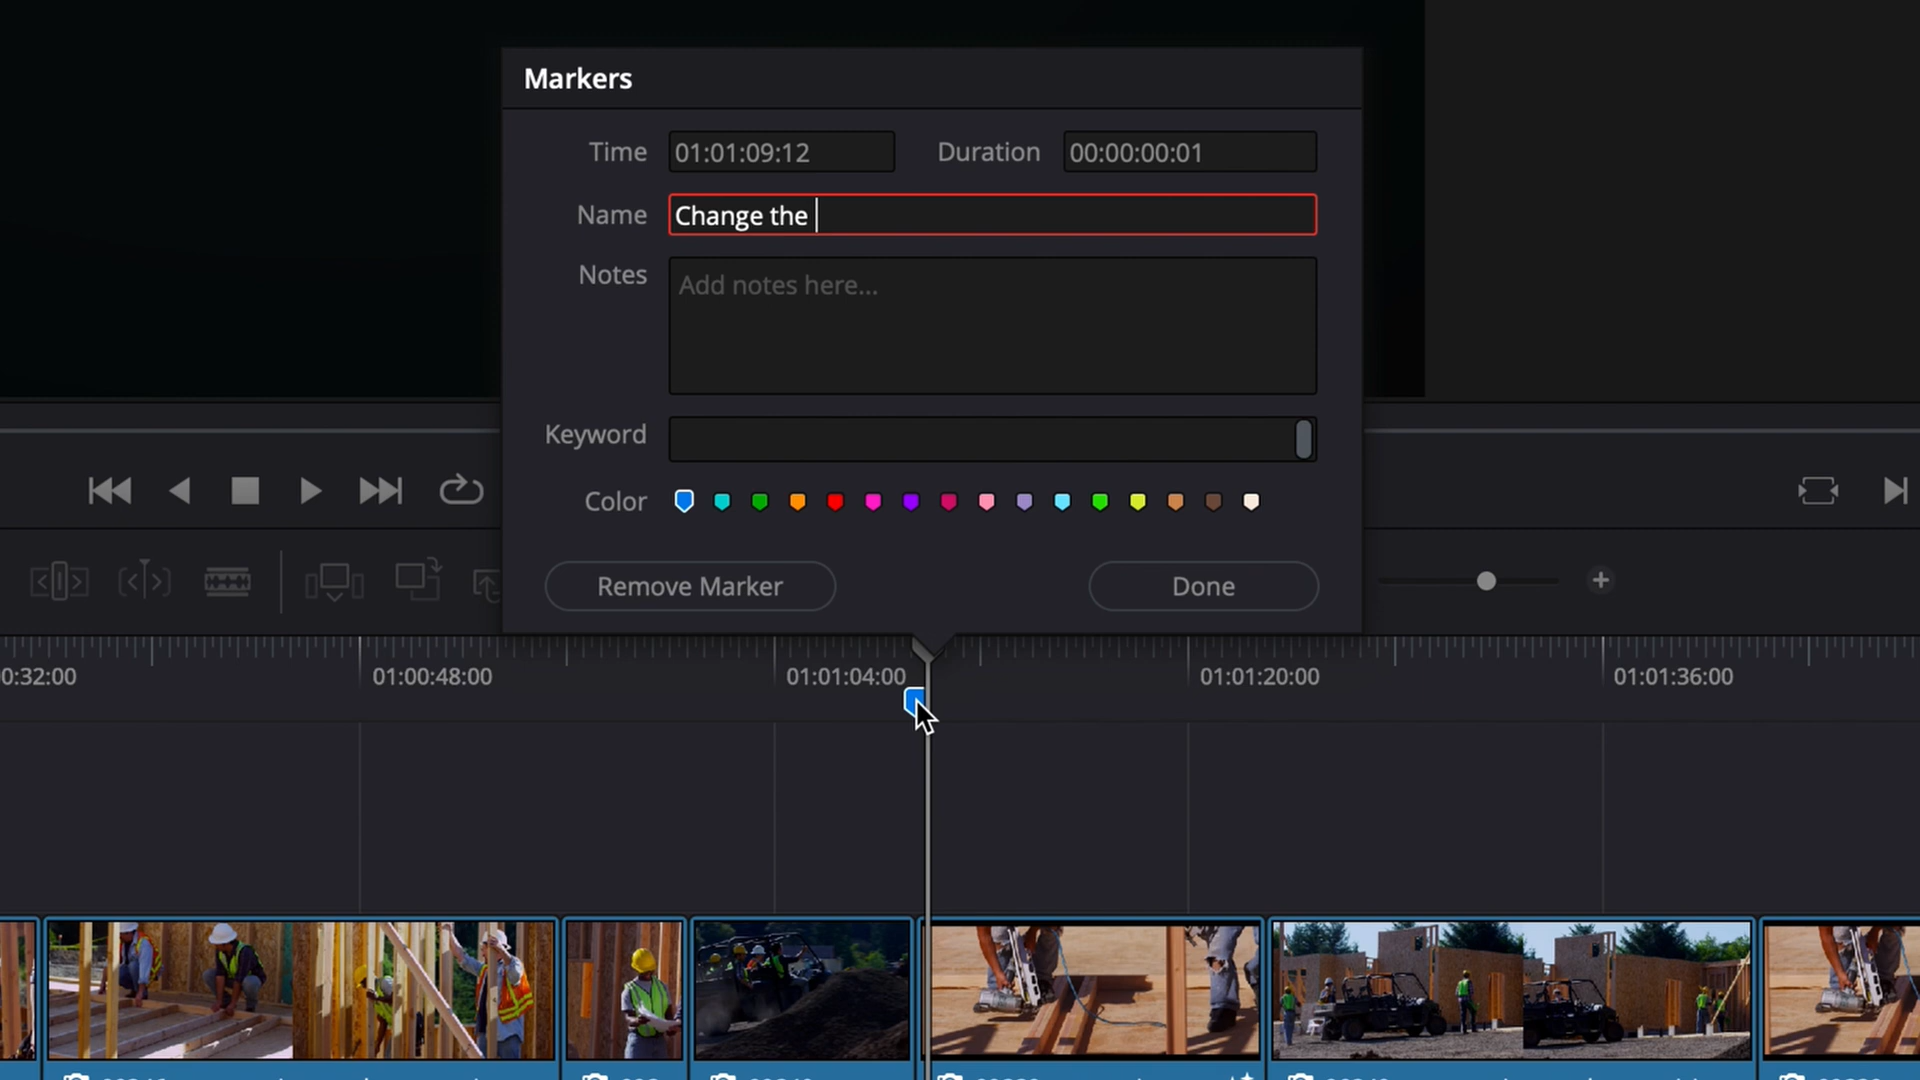 Markers
Time 01:01:09:12 Duration 00:00:00:01
Name Change the
Notes Add notes here...
Keyword
Color
Remove Marker Done
0:32:00 01:00:48:00 01:01:04:00 01:01:20:00 01:01:36:00